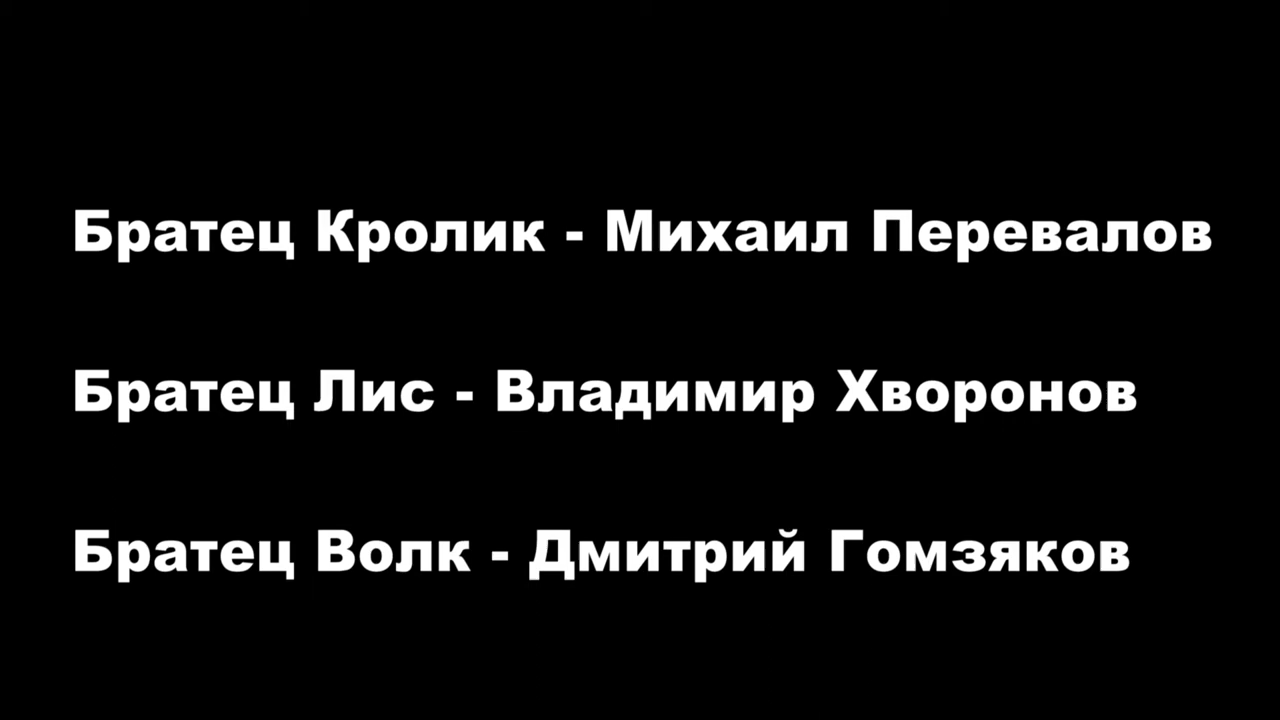 Братец Кролик - Михаил Перевалов
Братец Лис - Владимир Хворонов
Братец Волк - Дмитрий Гомзяков